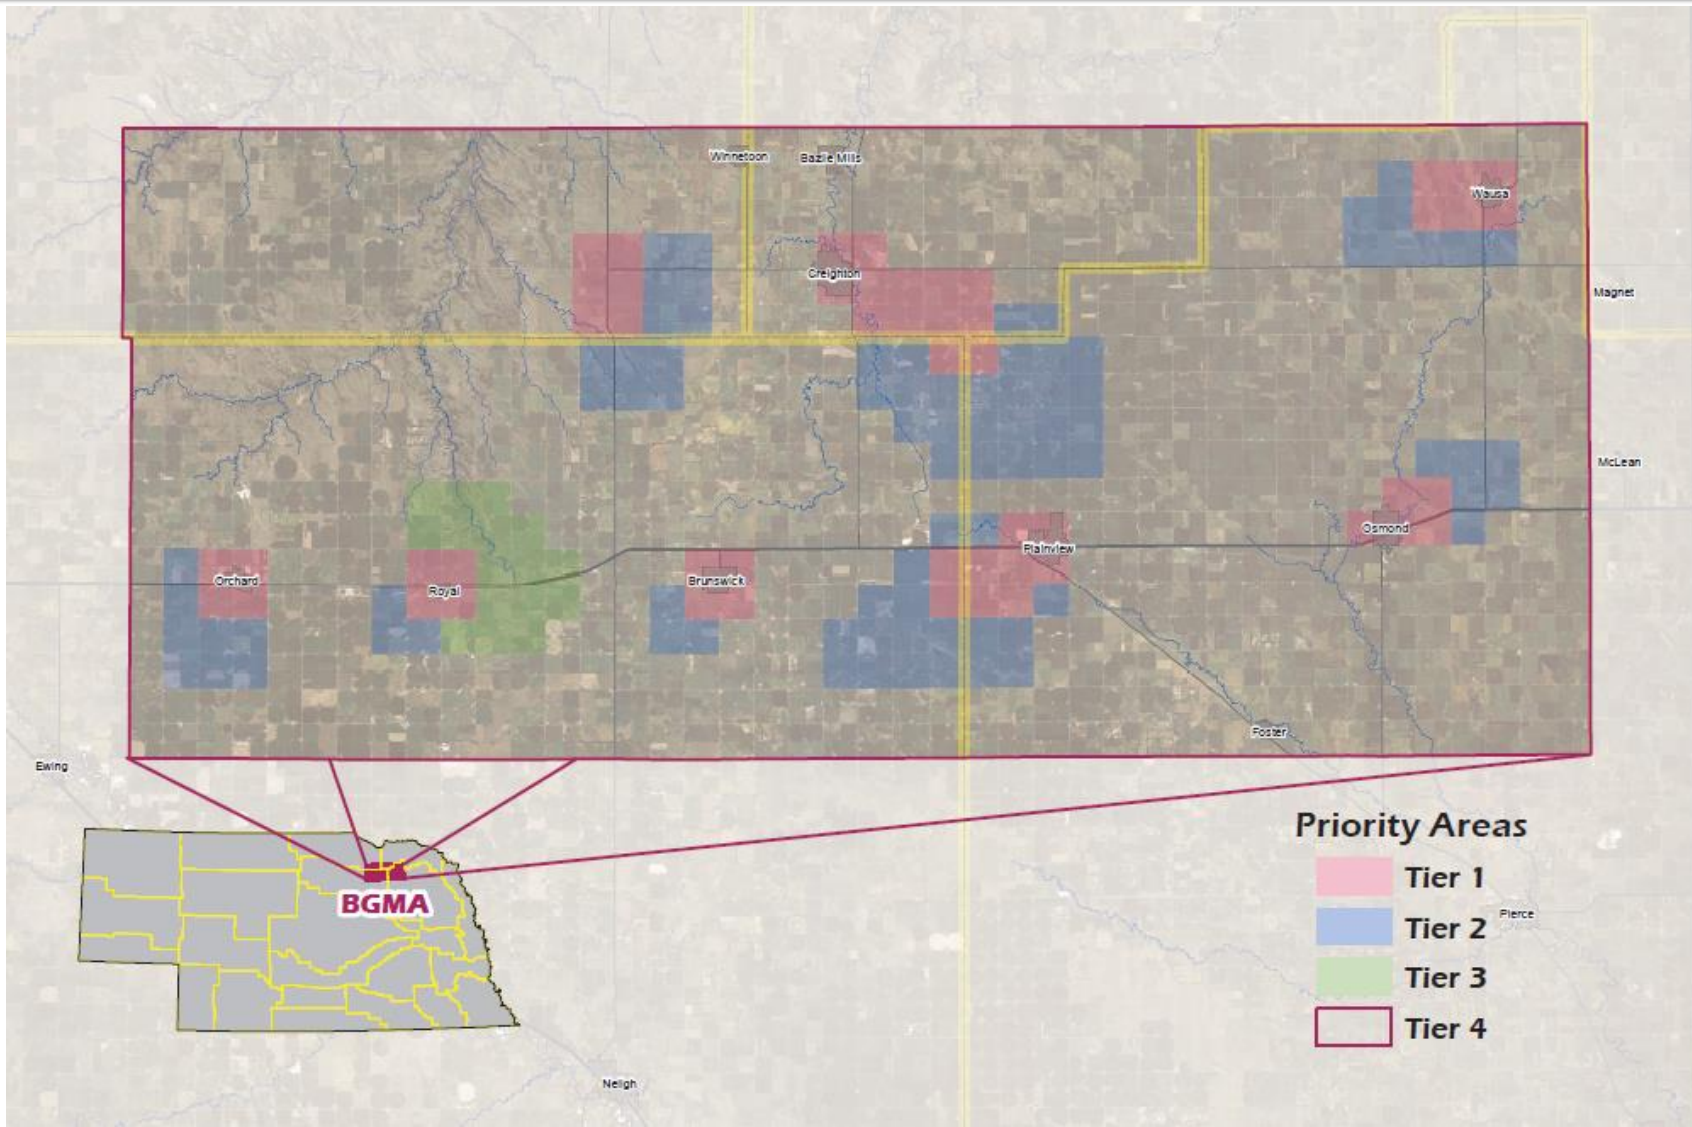 Winnetoon
Bazile Mills
Wausa
Creighton
Magnet
McLean
Osmond
Plainview
Orchard
Royal
Brunswick
Foster
Ewing
Priority Areas
Tier 1
BGMA
Pierce
Tier 2
Tier 3
Tier 4
Neligh